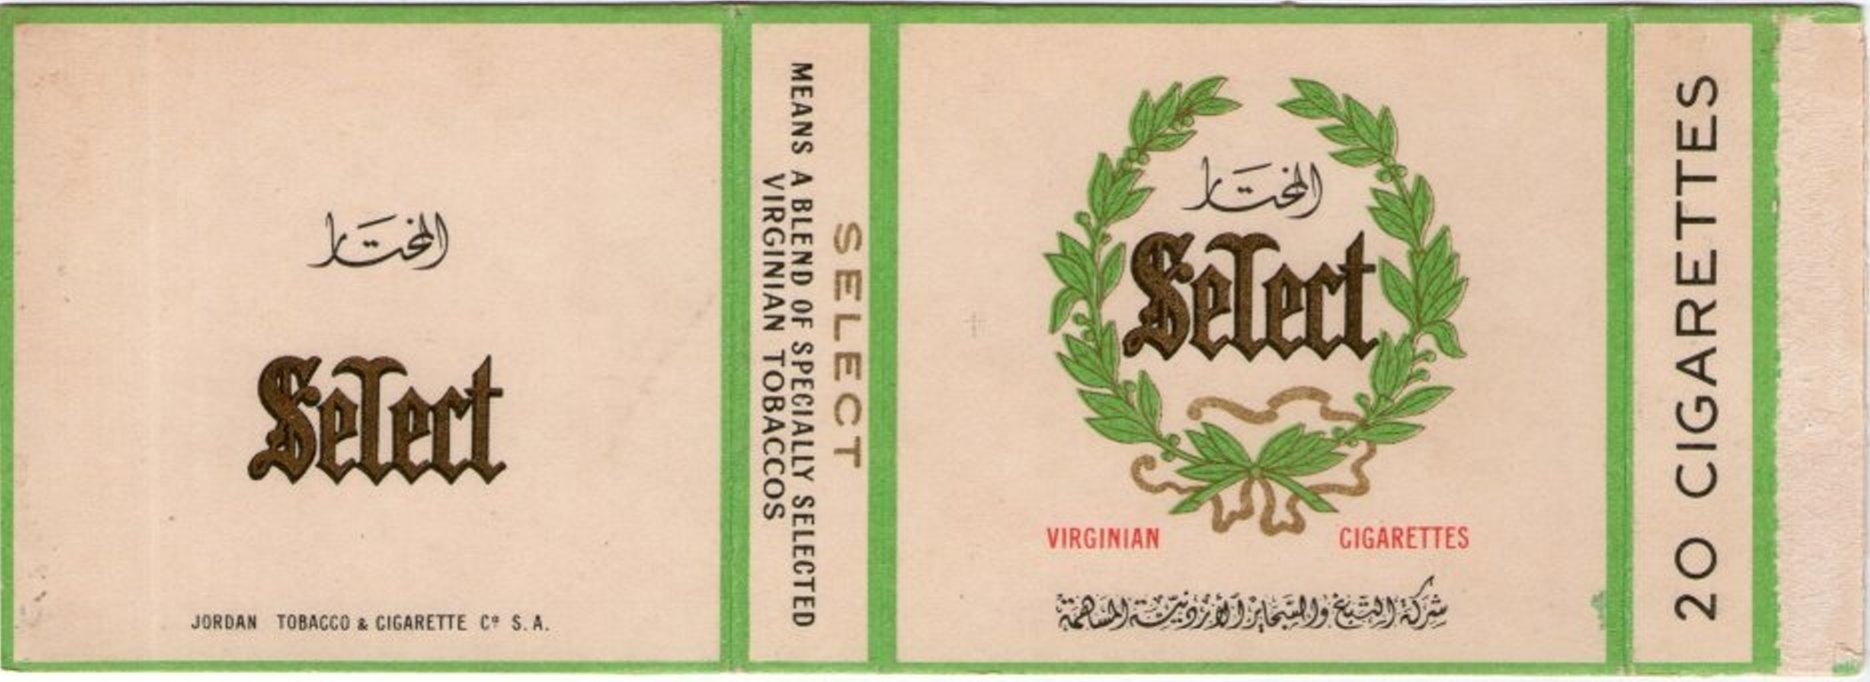 المختار
Select
JORDAN TOBACCO & CIGARETTE Cº S.A.
SELECT
MEANS A BLEND OF SPECIALLY SELECTED
VIRGINIAN TOBACCOS
المختار
Select
VIRGINIAN CIGARETTES
شركة التبغ والسجاير الأردنية المساهمة
20 CIGARETTES